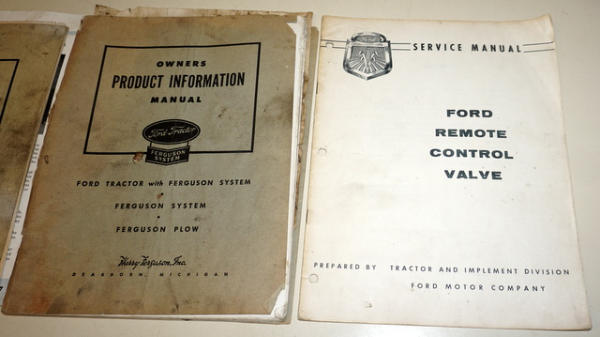 OWNERS
PRODUCT INFORMATION
MANUAL
Ford Tractor
FERGUSON
SYSTEM
FORD TRACTOR with FERGUSON SYSTEM
•
FERGUSON SYSTEM
•
FERGUSON PLOW
Harry Ferguson, Inc.
DEARBORN, MICHIGAN
SERVICE MANUAL
FORD
REMOTE
CONTROL
VALVE
PREPARED BY TRACTOR AND IMPLEMENT DIVISION
FORD MOTOR COMPANY